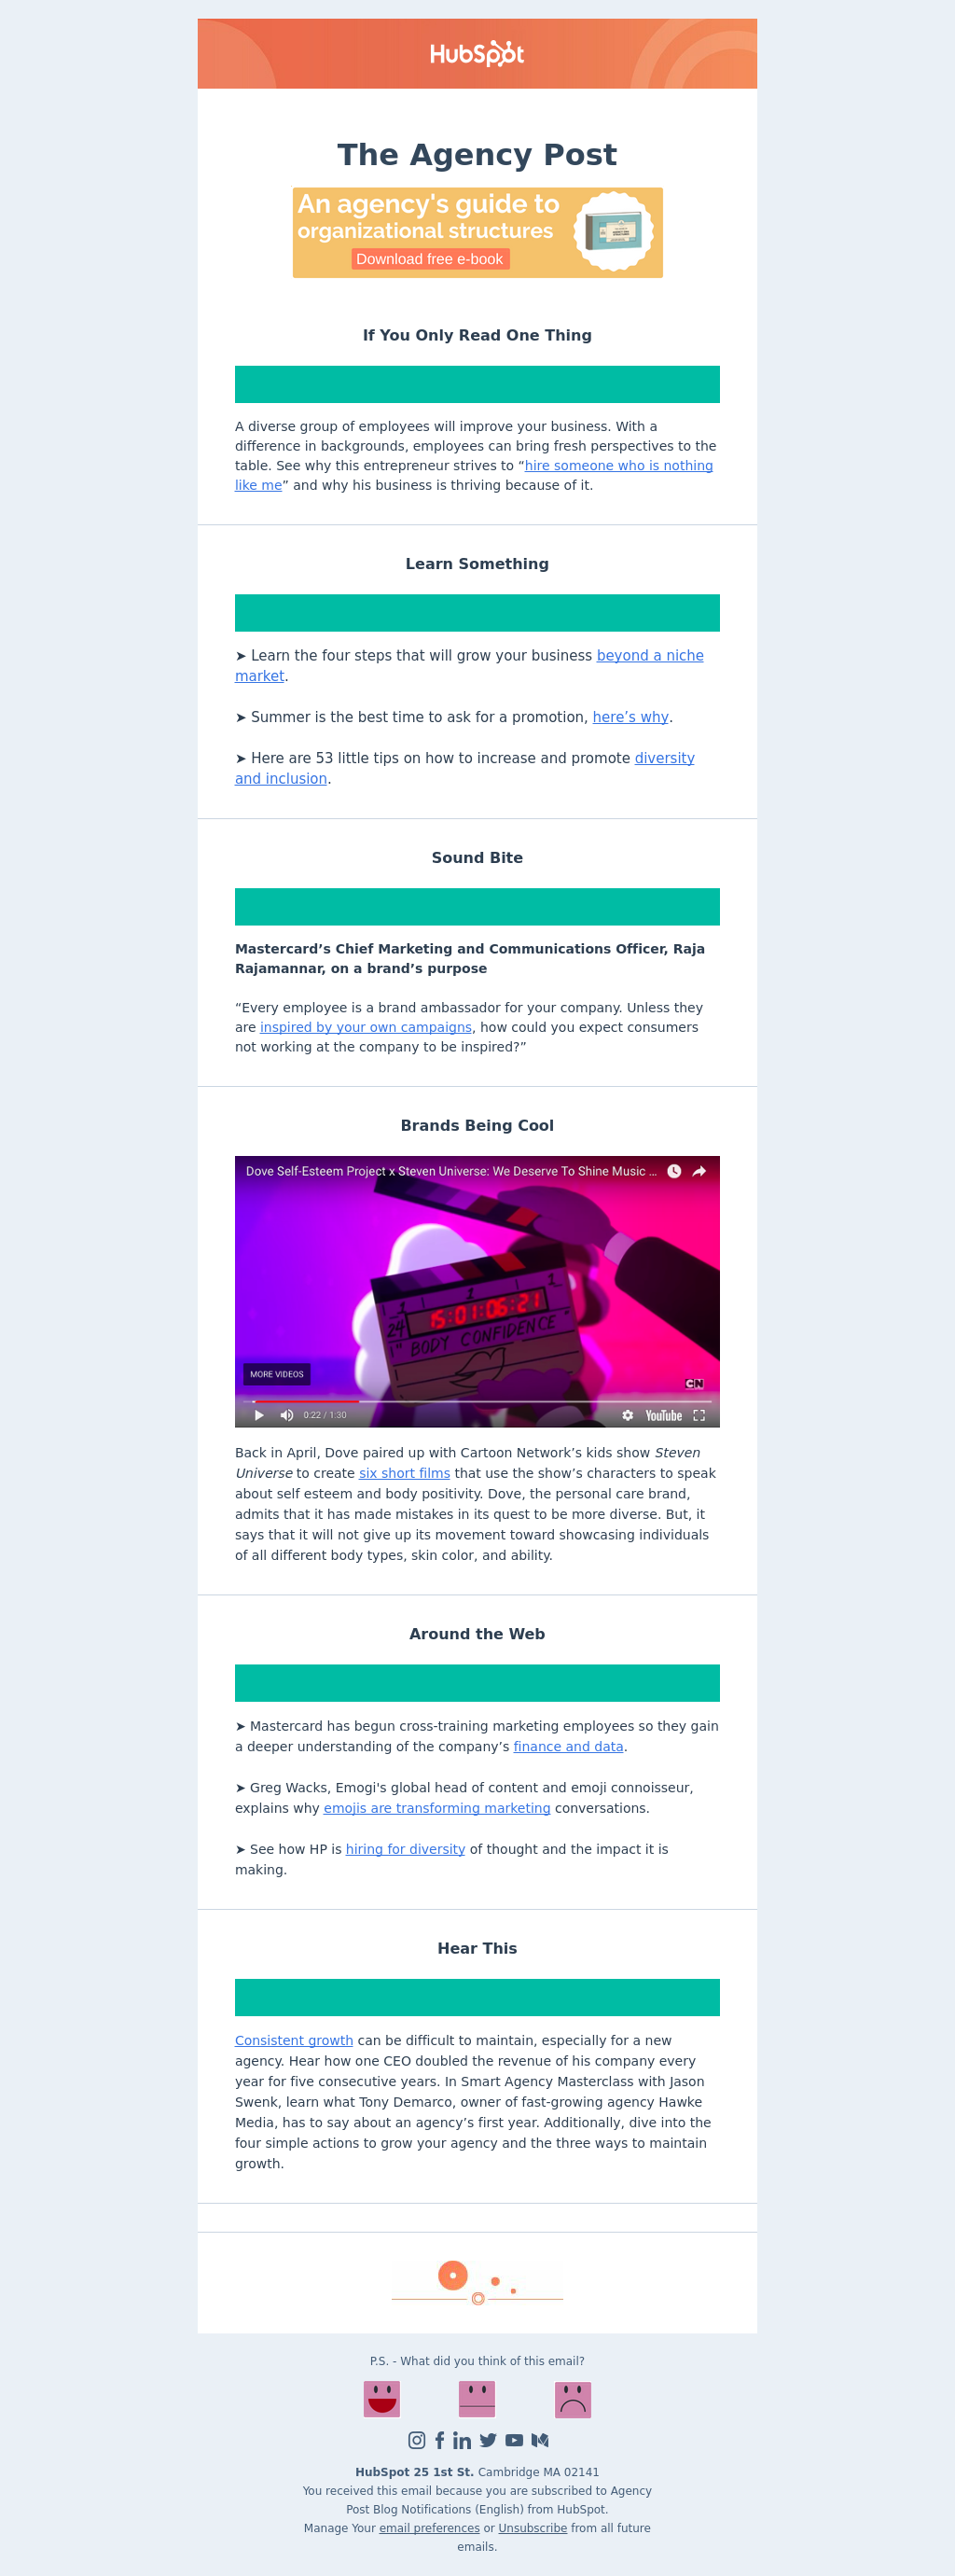 HubSpot
The Agency Post
An agency's guide to
organizational structures
Download free e-book
If You Only Read One Thing
A diverse group of employees will improve your business. With a
difference in backgrounds, employees can bring fresh perspectives to the
table. See why this entrepreneur strives to “hire someone who is nothing
like me” and why his business is thriving because of it.
Learn Something
➤ Learn the four steps that will grow your business beyond a niche
market.
➤ Summer is the best time to ask for a promotion, here’s why.
➤ Here are 53 little tips on how to increase and promote diversity
and inclusion.
Sound Bite
Mastercard’s Chief Marketing and Communications Officer, Raja
Rajamannar, on a brand’s purpose
“Every employee is a brand ambassador for your company. Unless they
are inspired by your own campaigns, how could you expect consumers
not working at the company to be inspired?”
Brands Being Cool
Dove Self-Esteem Project x Steven Universe: We Deserve To Shine Music ...
1 1 2
24 15:01:06:21
"BODY CONFIDENCE"
MORE VIDEOS
CN
0:22 / 1:30
YouTube
Back in April, Dove paired up with Cartoon Network’s kids show Steven
Universe to create six short films that use the show’s characters to speak
about self esteem and body positivity. Dove, the personal care brand,
admits that it has made mistakes in its quest to be more diverse. But, it
says that it will not give up its movement toward showcasing individuals
of all different body types, skin color, and ability.
Around the Web
➤ Mastercard has begun cross-training marketing employees so they gain
a deeper understanding of the company’s finance and data.
➤ Greg Wacks, Emogi's global head of content and emoji connoisseur,
explains why emojis are transforming marketing conversations.
➤ See how HP is hiring for diversity of thought and the impact it is
making.
Hear This
Consistent growth can be difficult to maintain, especially for a new
agency. Hear how one CEO doubled the revenue of his company every
year for five consecutive years. In Smart Agency Masterclass with Jason
Swenk, learn what Tony Demarco, owner of fast-growing agency Hawke
Media, has to say about an agency’s first year. Additionally, dive into the
four simple actions to grow your agency and the three ways to maintain
growth.
P.S. - What did you think of this email?
HubSpot 25 1st St. Cambridge MA 02141
You received this email because you are subscribed to Agency
Post Blog Notifications (English) from HubSpot.
Manage Your email preferences or Unsubscribe from all future
emails.